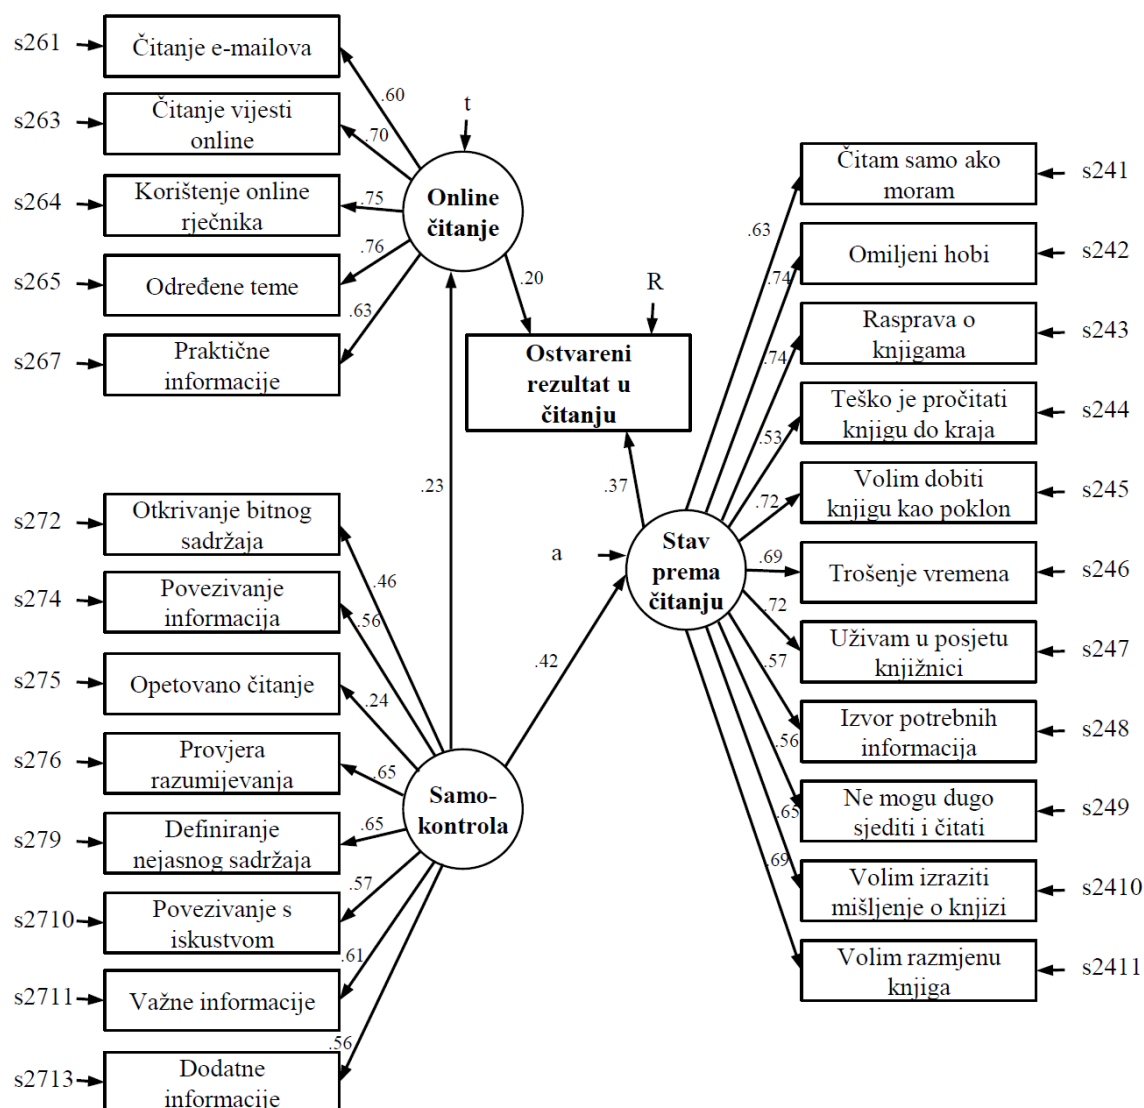 s261
Čitanje e-mailova
.60
s263
Čitanje vijesti
online
.70
t
s264
Korištenje online
rječnika
.75
Online
čitanje
s265
Određene teme
.76
s267
Praktične
informacije
.63
.20
R
Ostvareni
rezultat u
čitanju
.23
.37
s272
Otkrivanje bitnog
sadržaja
.46
s274
Povezivanje
informacija
.56
s275
Opetovano čitanje
.24
s276
Provjera
razumijevanja
.65
s279
Definiranje
nejasnog sadržaja
.65
Samo-
kontrola
s2710
Povezivanje s
iskustvom
.57
s2711
Važne informacije
.61
s2713
Dodatne
informacije
.56
.42
a
Stav
prema
čitanju
.63
Čitam samo ako
moram
s241
.74
Omiljeni hobi
s242
.74
Rasprava o
knjigama
s243
.53
Teško je pročitati
knjigu do kraja
s244
.72
Volim dobiti
knjigu kao poklon
s245
.69
Trošenje vremena
s246
.72
Uživam u posjetu
knjižnici
s247
.57
Izvor potrebnih
informacija
s248
.56
Ne mogu dugo
sjediti i čitati
s249
.65
Volim izraziti
mišljenje o knjizi
s2410
.69
Volim razmjenu
knjiga
s2411